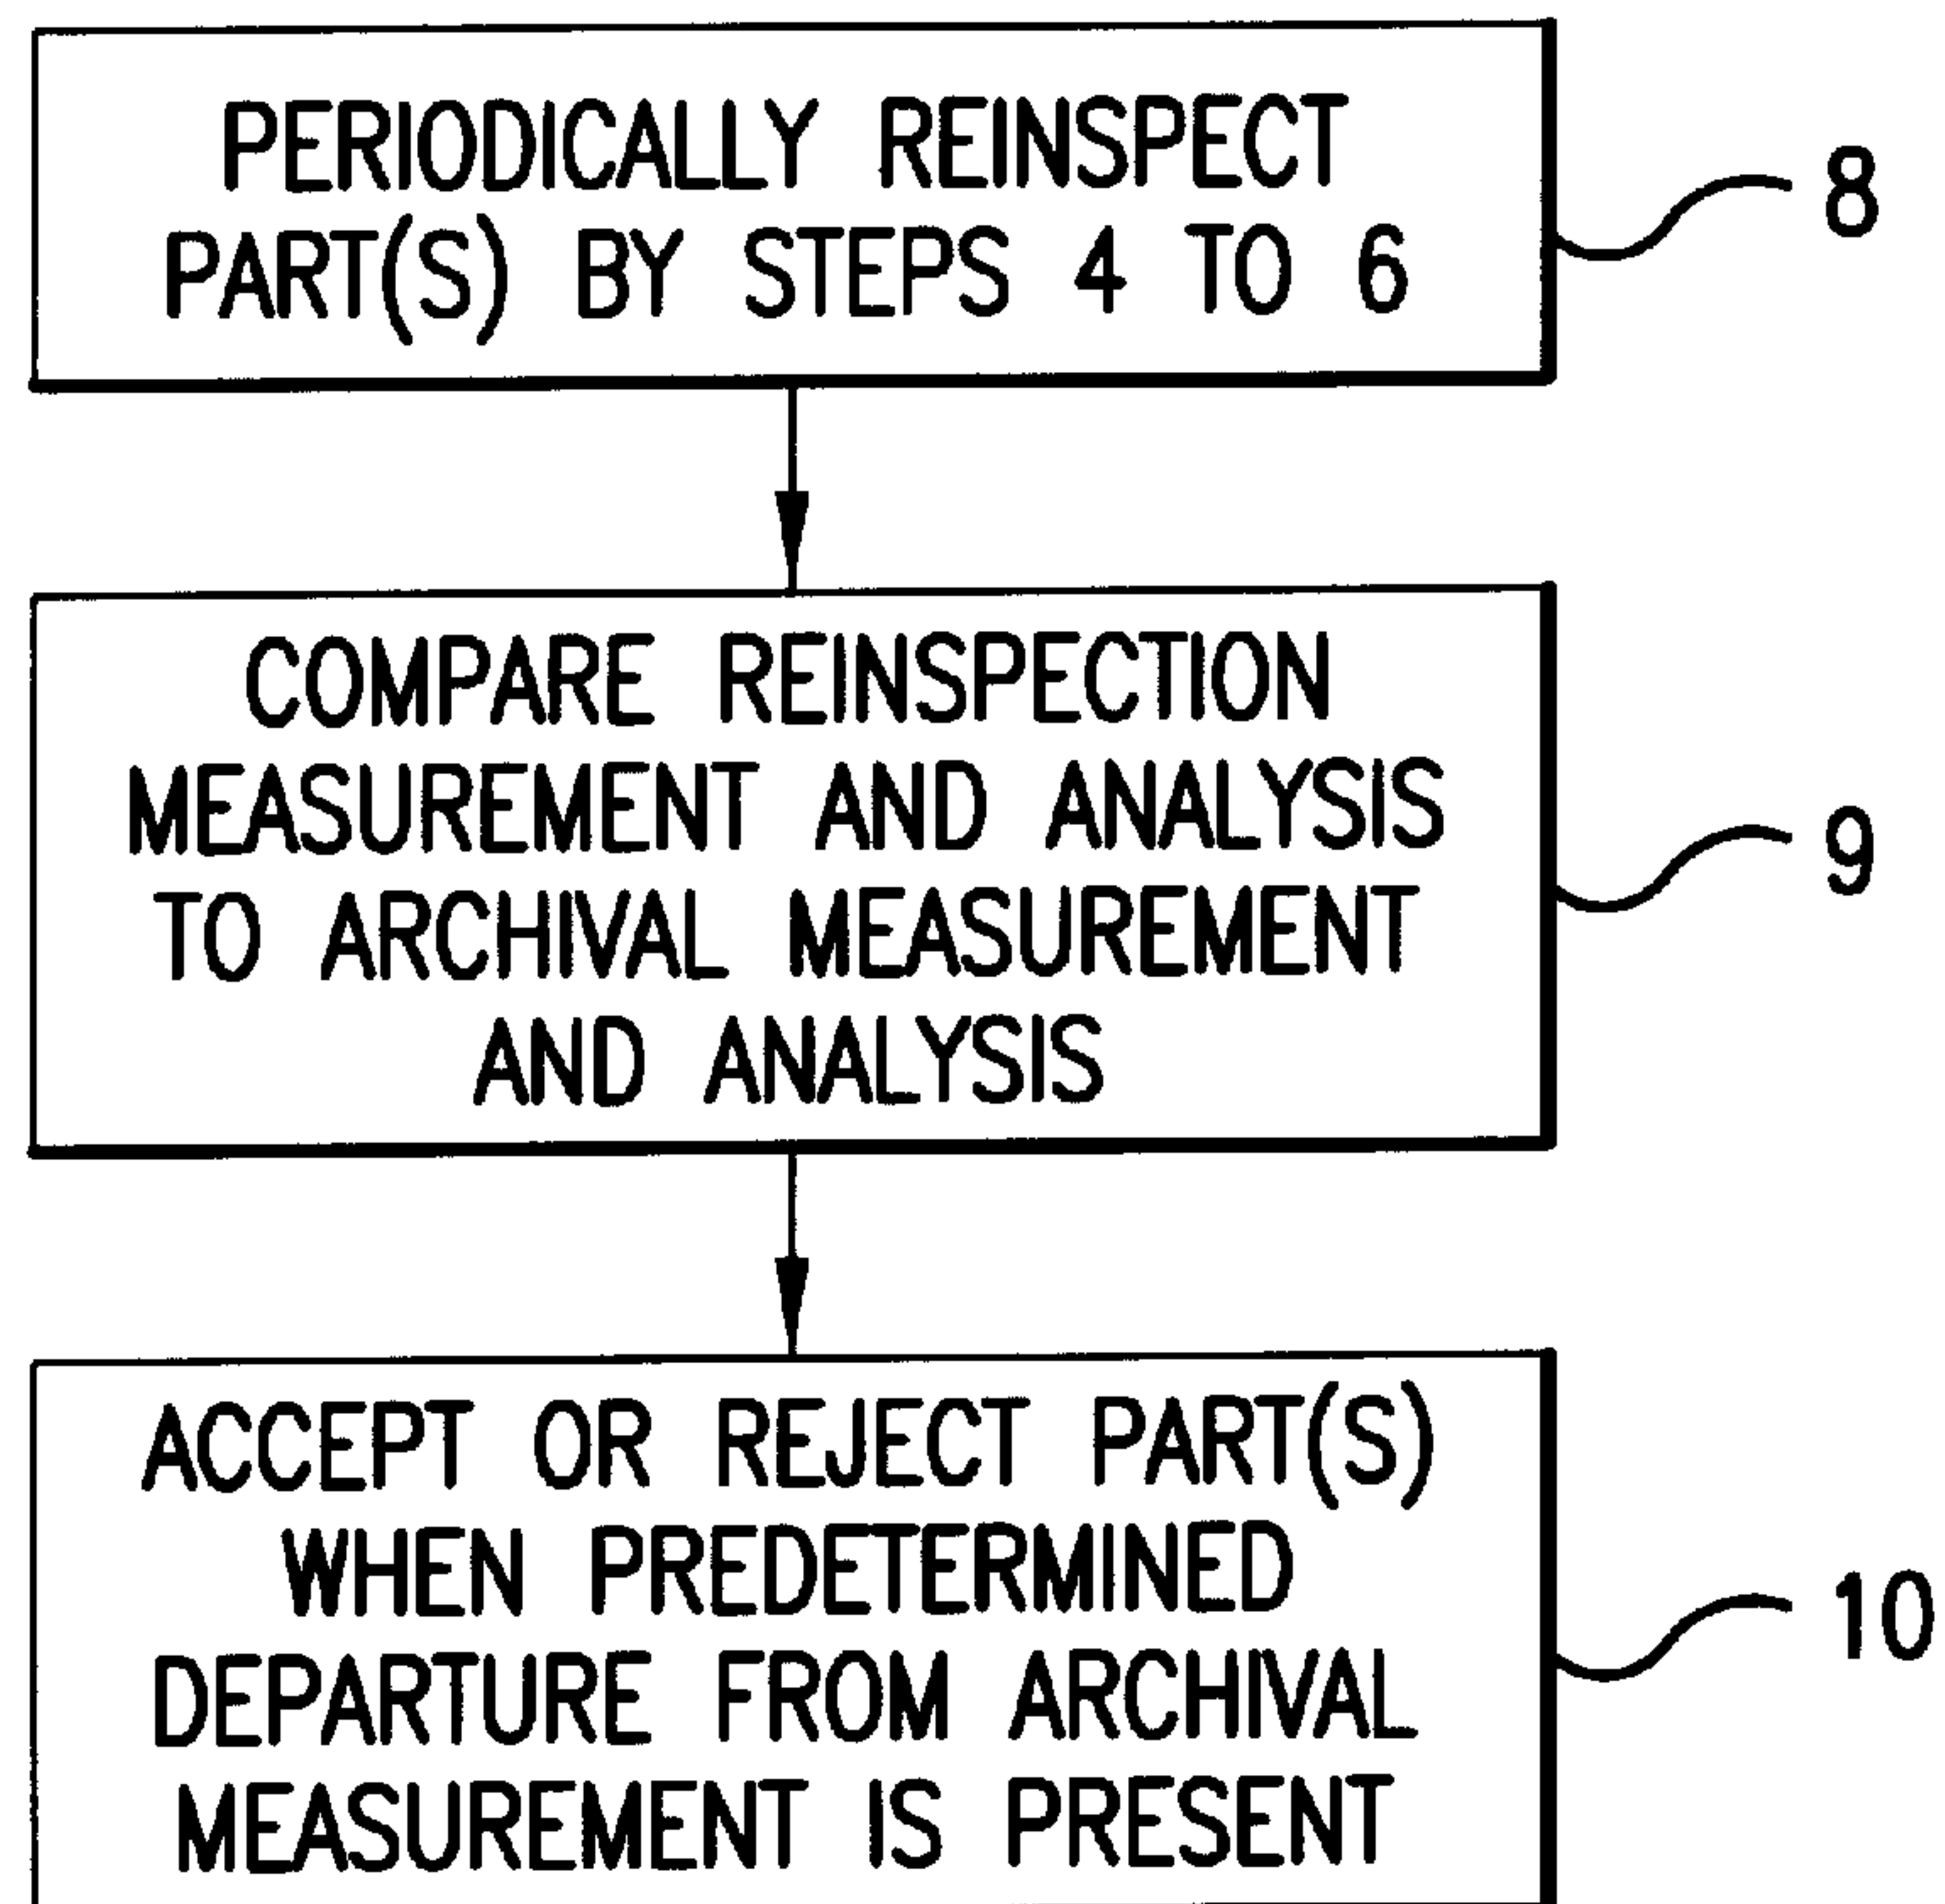 PERIODICALLY REINSPECT
PART(S) BY STEPS 4 TO 6
8
COMPARE REINSPECTION
MEASUREMENT AND ANALYSIS
TO ARCHIVAL MEASUREMENT
AND ANALYSIS
9
ACCEPT OR REJECT PART(S)
WHEN PREDETERMINED
DEPARTURE FROM ARCHIVAL
MEASUREMENT IS PRESENT
10